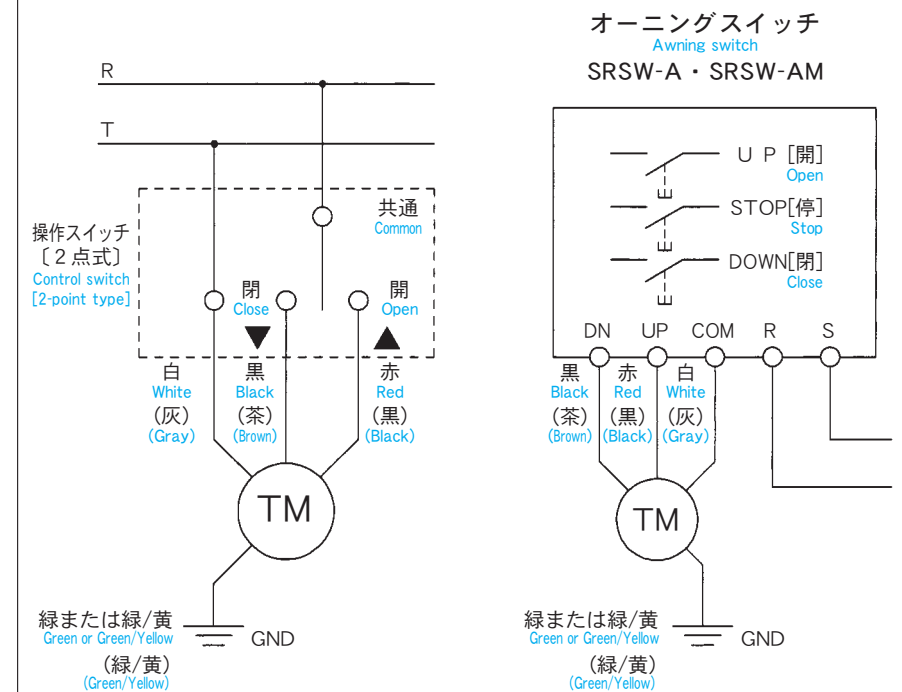 R
T
操作スイッチ
〔２点式〕
Control switch
[2-point type]
共通
Common
閉
Close
開
Open
白
White
(灰)
(Gray)
黒
Black
(茶)
(Brown)
赤
Red
(黒)
(Black)
TM
緑または緑/黄
Green or Green/Yellow
(緑/黄)
(Green/Yellow)
GND
オーニングスイッチ
Awning switch
SRSW-A・SRSW-AM
UP [開]
Open
STOP[停]
Stop
DOWN[閉]
Close
DN UP COM R S
黒
Black
(茶)
(Brown)
赤
Red
(黒)
(Black)
白
White
(灰)
(Gray)
TM
緑または緑/黄
Green or Green/Yellow
(緑/黄)
(Green/Yellow)
GND